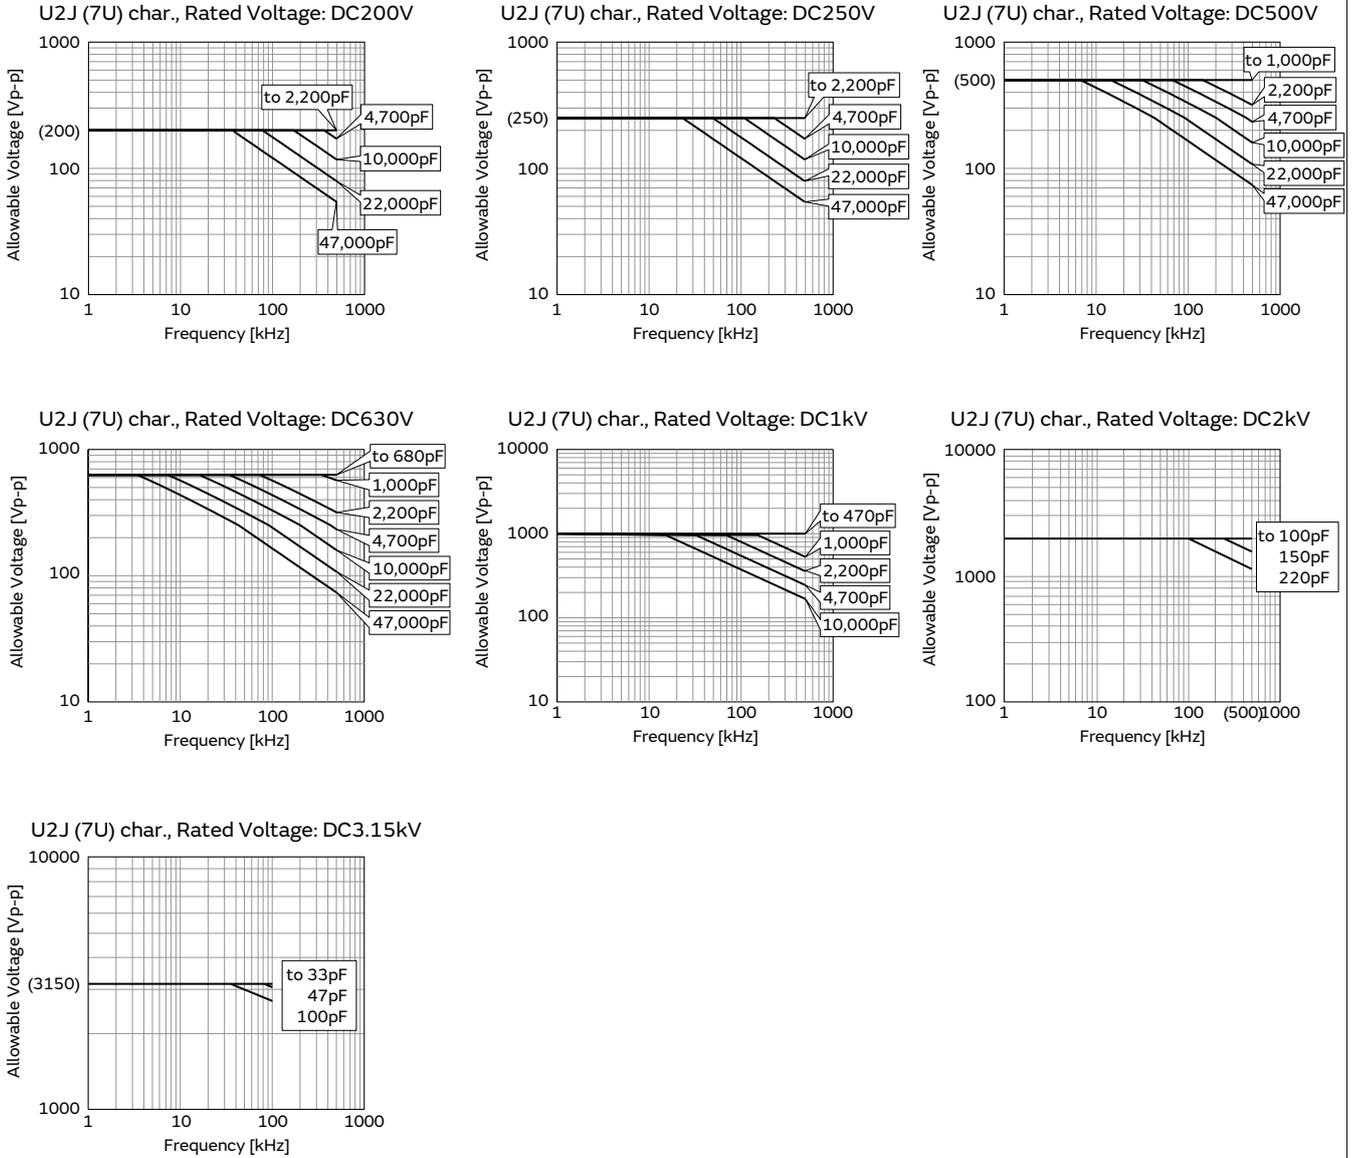 U2J (7U) char., Rated Voltage: DC200V
Allowable Voltage [Vp-p]
1000
(200)
100
10
to 2,200pF
4,700pF
10,000pF
22,000pF
47,000pF
1 10 100 1000
Frequency [kHz]
U2J (7U) char., Rated Voltage: DC250V
Allowable Voltage [Vp-p]
1000
(250)
100
10
to 2,200pF
4,700pF
10,000pF
22,000pF
47,000pF
1 10 100 1000
Frequency [kHz]
U2J (7U) char., Rated Voltage: DC500V
Allowable Voltage [Vp-p]
1000
(500)
100
10
to 1,000pF
2,200pF
4,700pF
10,000pF
22,000pF
47,000pF
1 10 100 1000
Frequency [kHz]
U2J (7U) char., Rated Voltage: DC630V
Allowable Voltage [Vp-p]
1000
100
10
to 680pF
1,000pF
2,200pF
4,700pF
10,000pF
22,000pF
47,000pF
1 10 100 1000
Frequency [kHz]
U2J (7U) char., Rated Voltage: DC1kV
Allowable Voltage [Vp-p]
10000
1000
100
10
to 470pF
1,000pF
2,200pF
4,700pF
10,000pF
1 10 100 1000
Frequency [kHz]
U2J (7U) char., Rated Voltage: DC2kV
Allowable Voltage [Vp-p]
10000
1000
100
to 100pF
150pF
220pF
1 10 100 (500) 1000
Frequency [kHz]
U2J (7U) char., Rated Voltage: DC3.15kV
Allowable Voltage [Vp-p]
10000
(3150)
1000
to 33pF
47pF
100pF
1 10 100 1000
Frequency [kHz]